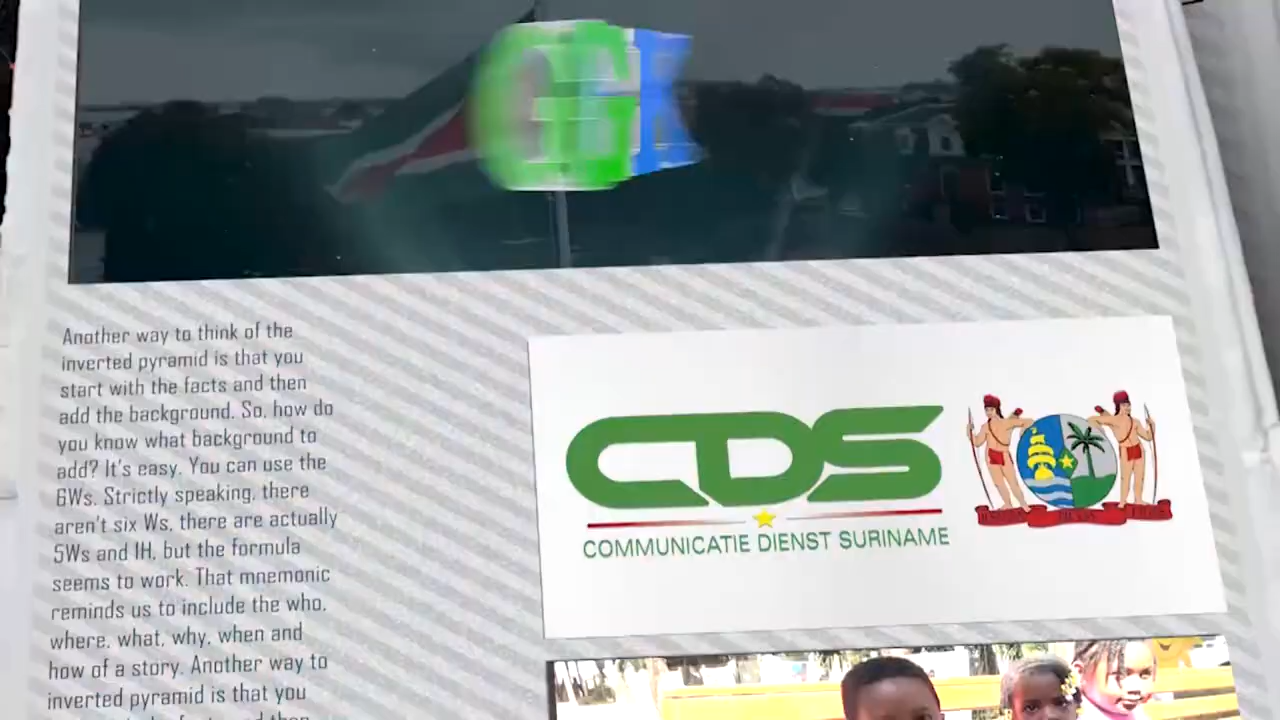 Another way to think of the
inverted pyramid is that you
start with the facts and then
add the background. So, how do
you know what background to
add? It's easy. You can use the
6Ws. Strictly speaking, there
aren't six Ws, there are actually
5Ws and 1H, but the formula
seems to work. That mnemonic
reminds us to include the who,
where, what, why, when and
how of a story. Another way to
inverted pyramid is that you
CDS
COMMUNICATIE DIENST SURINAME